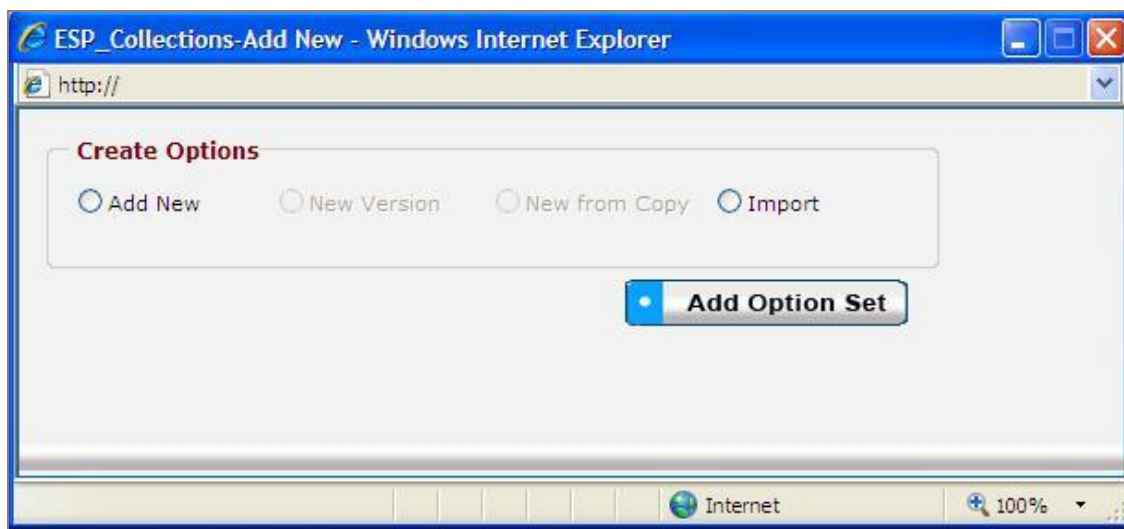 ESP_Collections-Add New - Windows Internet Explorer
http://
Create Options
Add New New Version New from Copy Import
Add Option Set
Internet 100%